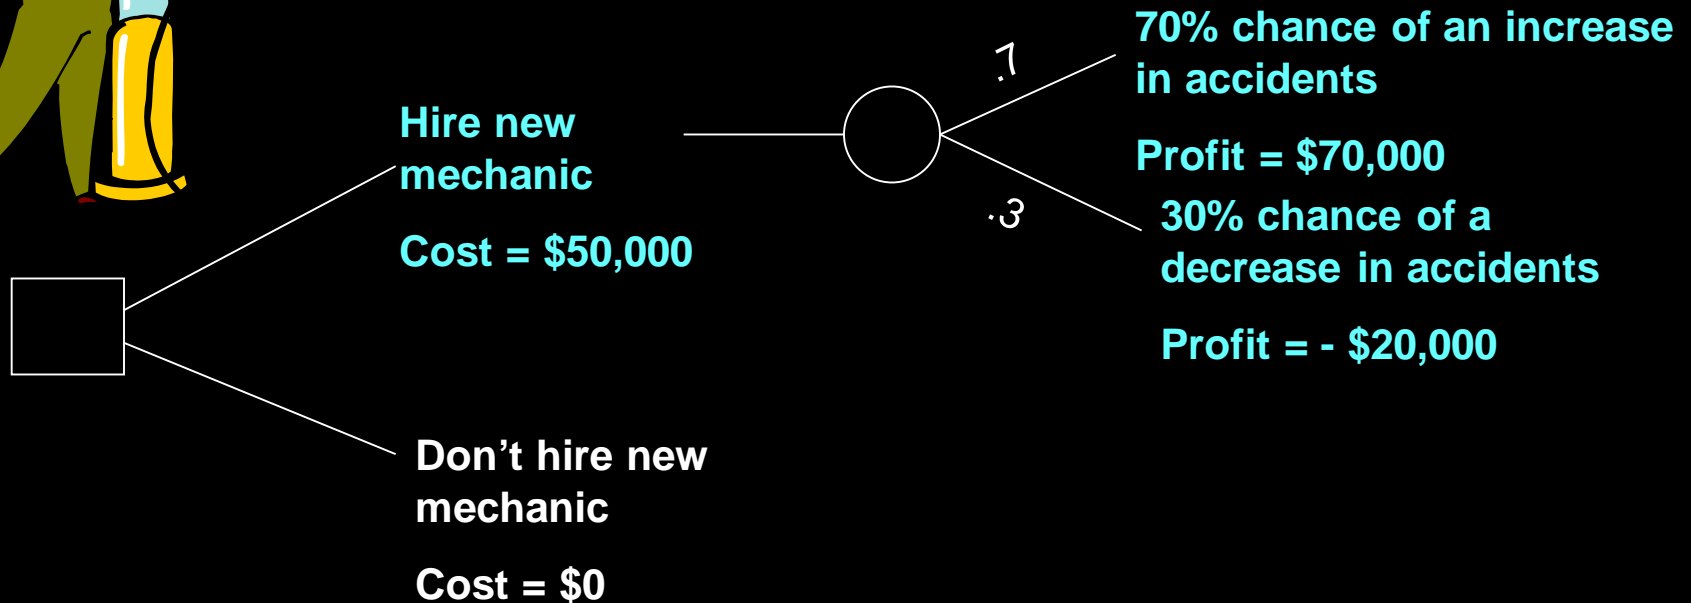 Hire new
mechanic
Cost = $50,000
.7
70% chance of an increase
in accidents
Profit = $70,000
.3
30% chance of a
decrease in accidents
Profit = - $20,000
Don’t hire new
mechanic
Cost = $0